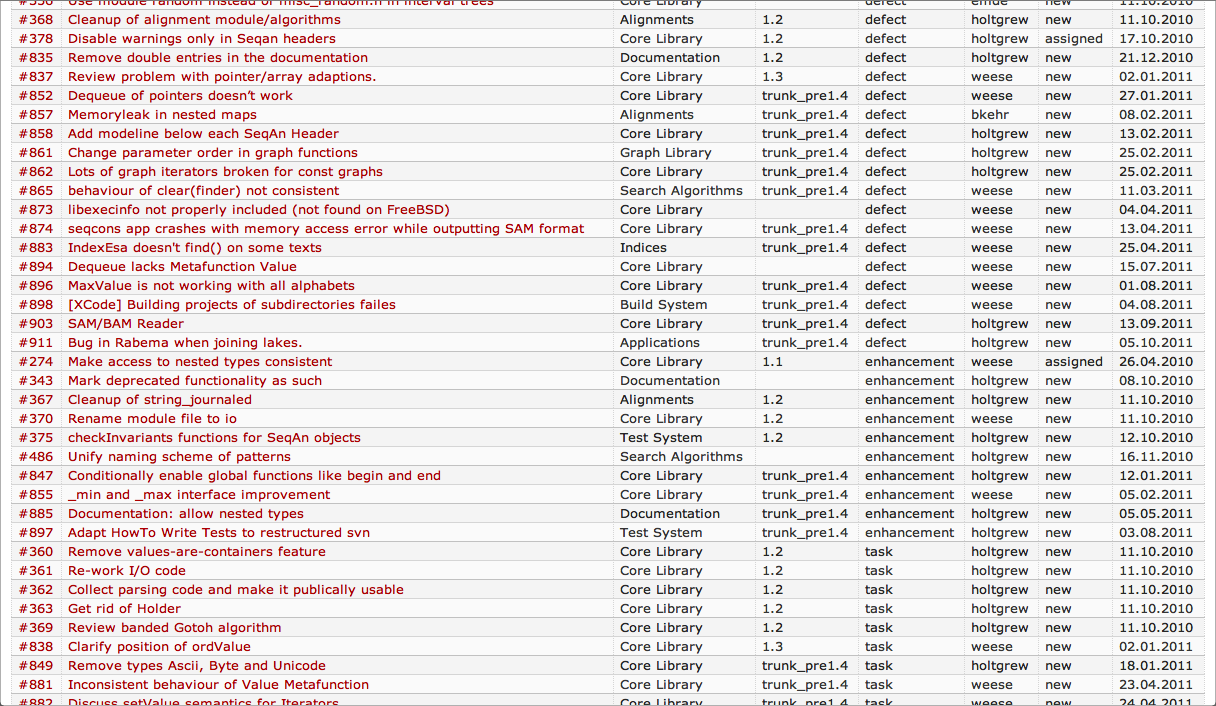 #356 Use module random instead of misc_random.h in interval trees Core Library defect emde new 11.10.2010
#368 Cleanup of alignment module/algorithms Alignments 1.2 defect holtgrew new 11.10.2010
#378 Disable warnings only in Seqan headers Core Library 1.2 defect holtgrew assigned 17.10.2010
#835 Remove double entries in the documentation Documentation 1.2 defect holtgrew new 21.12.2010
#837 Review problem with pointer/array adaptions. Core Library 1.3 defect weese new 02.01.2011
#852 Dequeue of pointers doesn’t work Core Library trunk_pre1.4 defect weese new 27.01.2011
#857 Memoryleak in nested maps Alignments trunk_pre1.4 defect bkehr new 08.02.2011
#858 Add modeline below each SeqAn Header Core Library trunk_pre1.4 defect holtgrew new 13.02.2011
#861 Change parameter order in graph functions Graph Library trunk_pre1.4 defect holtgrew new 25.02.2011
#862 Lots of graph iterators broken for const graphs Core Library trunk_pre1.4 defect holtgrew new 25.02.2011
#865 behaviour of clear(finder) not consistent Search Algorithms trunk_pre1.4 defect weese new 11.03.2011
#873 libexecinfo not properly included (not found on FreeBSD) Core Library defect weese new 04.04.2011
#874 seqcons app crashes with memory access error while outputting SAM format Core Library trunk_pre1.4 defect weese new 13.04.2011
#883 IndexEsa doesn't find() on some texts Indices trunk_pre1.4 defect weese new 25.04.2011
#894 Dequeue lacks Metafunction Value Core Library defect weese new 15.07.2011
#896 MaxValue is not working with all alphabets Core Library trunk_pre1.4 defect weese new 01.08.2011
#898 [XCode] Building projects of subdirectories failes Build System trunk_pre1.4 defect weese new 04.08.2011
#903 SAM/BAM Reader Core Library trunk_pre1.4 defect holtgrew new 13.09.2011
#911 Bug in Rabema when joining lakes. Applications trunk_pre1.4 defect holtgrew new 05.10.2011
#274 Make access to nested types consistent Core Library 1.1 enhancement weese assigned 26.04.2010
#343 Mark deprecated functionality as such Documentation enhancement holtgrew new 08.10.2010
#367 Cleanup of string_journaled Alignments 1.2 enhancement holtgrew new 11.10.2010
#370 Rename module file to io Core Library 1.2 enhancement weese new 11.10.2010
#375 checkInvariants functions for SeqAn objects Test System 1.2 enhancement holtgrew new 12.10.2010
#486 Unify naming scheme of patterns Search Algorithms enhancement holtgrew new 16.11.2010
#847 Conditionally enable global functions like begin and end Core Library trunk_pre1.4 enhancement holtgrew new 12.01.2011
#855 _min and _max interface improvement Core Library trunk_pre1.4 enhancement weese new 05.02.2011
#885 Documentation: allow nested types Documentation trunk_pre1.4 enhancement holtgrew new 05.05.2011
#897 Adapt HowTo Write Tests to restructured svn Test System trunk_pre1.4 enhancement holtgrew new 03.08.2011
#360 Remove values-are-containers feature Core Library 1.2 task holtgrew new 11.10.2010
#361 Re-work I/O code Core Library 1.2 task holtgrew new 11.10.2010
#362 Collect parsing code and make it publically usable Core Library 1.2 task holtgrew new 11.10.2010
#363 Get rid of Holder Core Library 1.2 task holtgrew new 11.10.2010
#369 Review banded Gotoh algorithm Core Library 1.2 task holtgrew new 11.10.2010
#838 Clarify position of ordValue Core Library 1.3 task weese new 02.01.2011
#849 Remove types Ascii, Byte and Unicode Core Library trunk_pre1.4 task holtgrew new 18.01.2011
#881 Inconsistent behaviour of Value Metafunction Core Library trunk_pre1.4 task weese new 23.04.2011
#882 Discuss setValue semantics for Iterators Core Library trunk_pre1.4 task weese new 24.04.2011